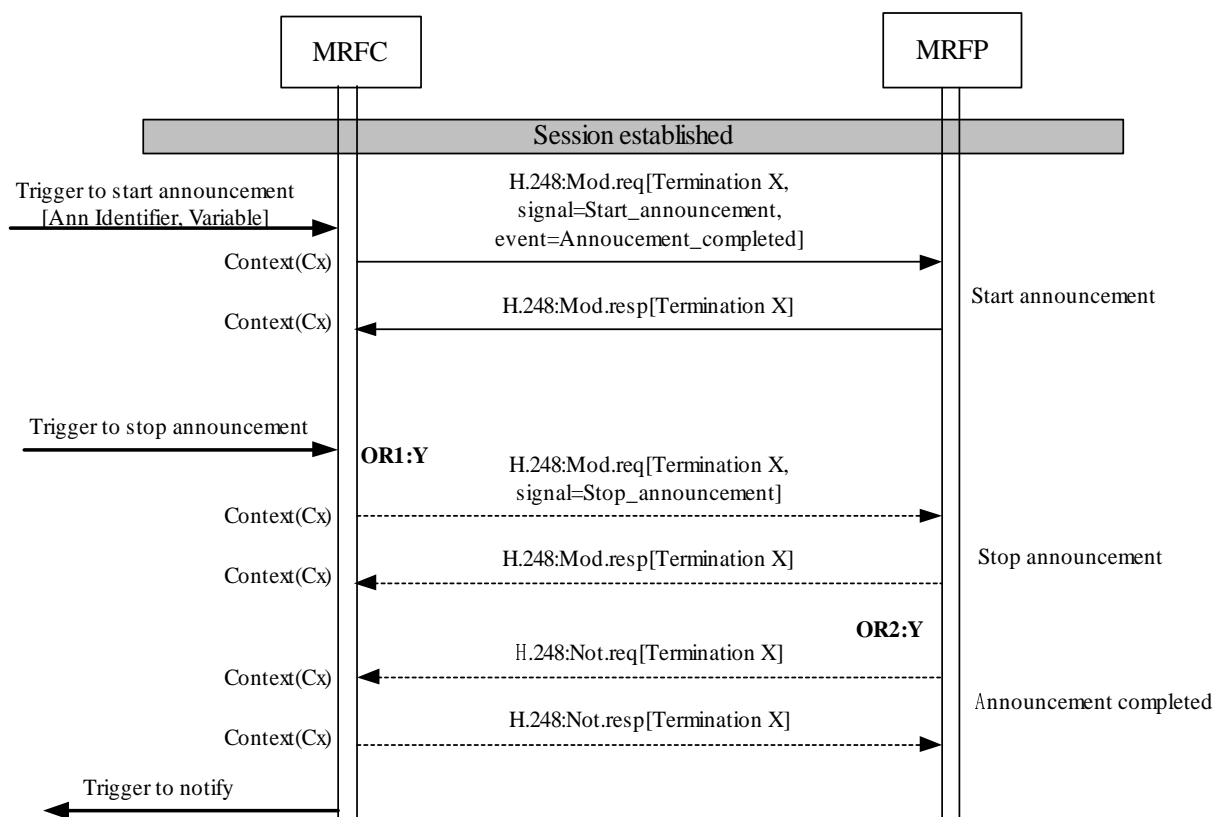 MRFC
MRFP
Session established
Trigger to start announcement
[Ann Identifier, Variable]
H.248:Mod.req[Termination X,
signal=Start_announcement,
event=Annoucement_completed]
Context(Cx)
Start announcement
H.248:Mod.resp[Termination X]
Context(Cx)
Trigger to stop announcement
OR1:Y
H.248:Mod.req[Termination X,
signal=Stop_announcement]
Context(Cx)
Stop announcement
H.248:Mod.resp[Termination X]
Context(Cx)
OR2:Y
H.248:Not.req[Termination X]
Context(Cx)
Announcement completed
H.248:Not.resp[Termination X]
Context(Cx)
Trigger to notify